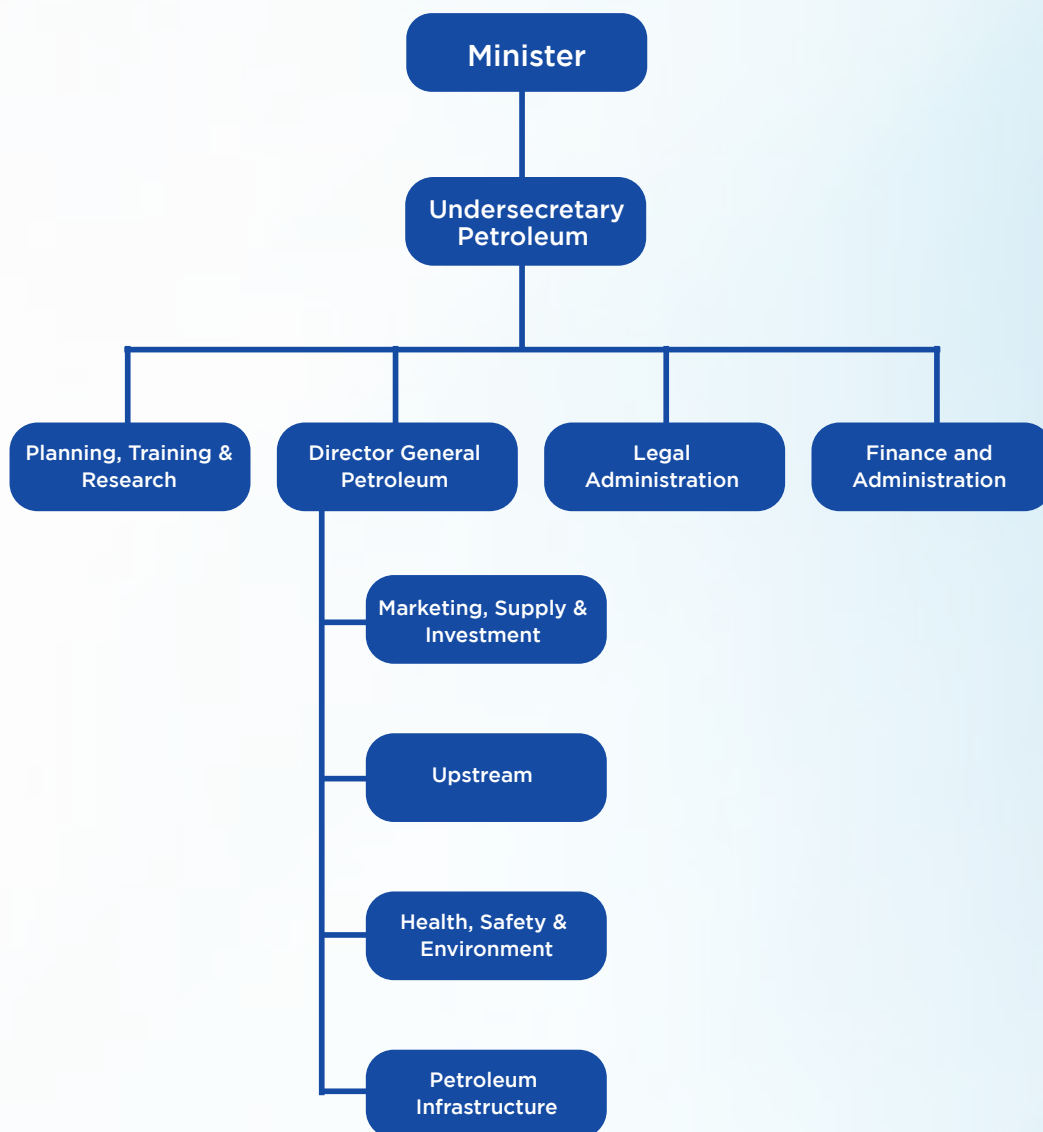 Minister
Undersecretary
Petroleum
Planning, Training &
Research
Director General
Petroleum
Legal
Administration
Finance and
Administration
Marketing, Supply &
Investment
Upstream
Health, Safety &
Environment
Petroleum
Infrastructure